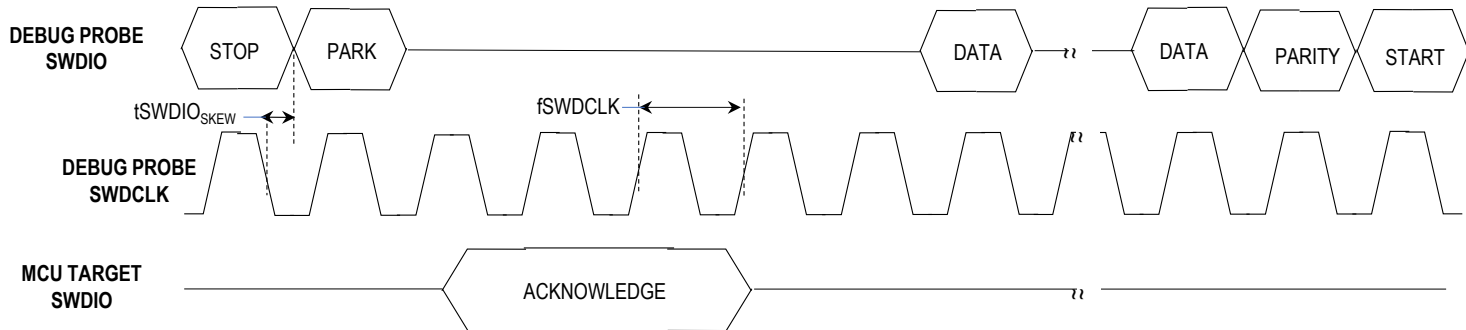 DEBUG PROBE
SWDIO
STOP
PARK
DATA
≈
DATA
PARITY
START
tSWDIOSKEW
fSWDCLK
DEBUG PROBE
SWDCLK
≈
MCU TARGET
SWDIO
ACKNOWLEDGE
≈